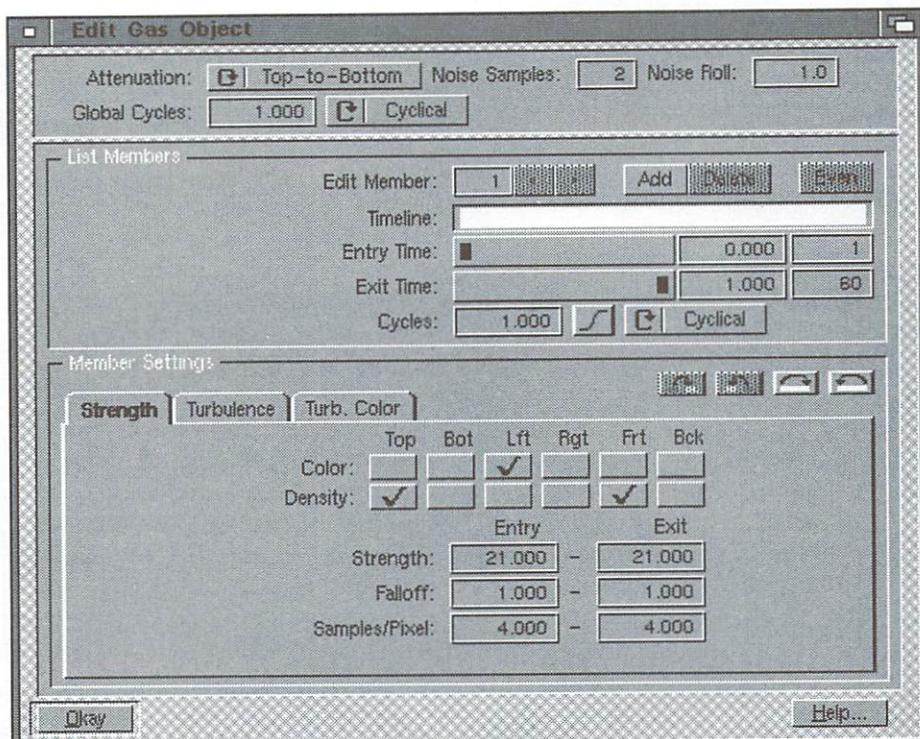 Edit Gas Object
Attenuation: Top-to-Bottom Noise Samples: 2 Noise Roll: 1.0
Global Cycles: 1.000 Cyclical
List Members
Edit Member: 1 Add Delete Even
Timeline:
Entry Time: 0.000 1
Exit Time: 1.000 60
Cycles: 1.000 Cyclical
Member Settings
Strength Turbulence Turb. Color
Top Bot Lft Rgt Frt Bck
Color:
Density:
Entry Exit
Strength: 21.000 – 21.000
Falloff: 1.000 – 1.000
Samples/Pixel: 4.000 – 4.000
Okay Help...